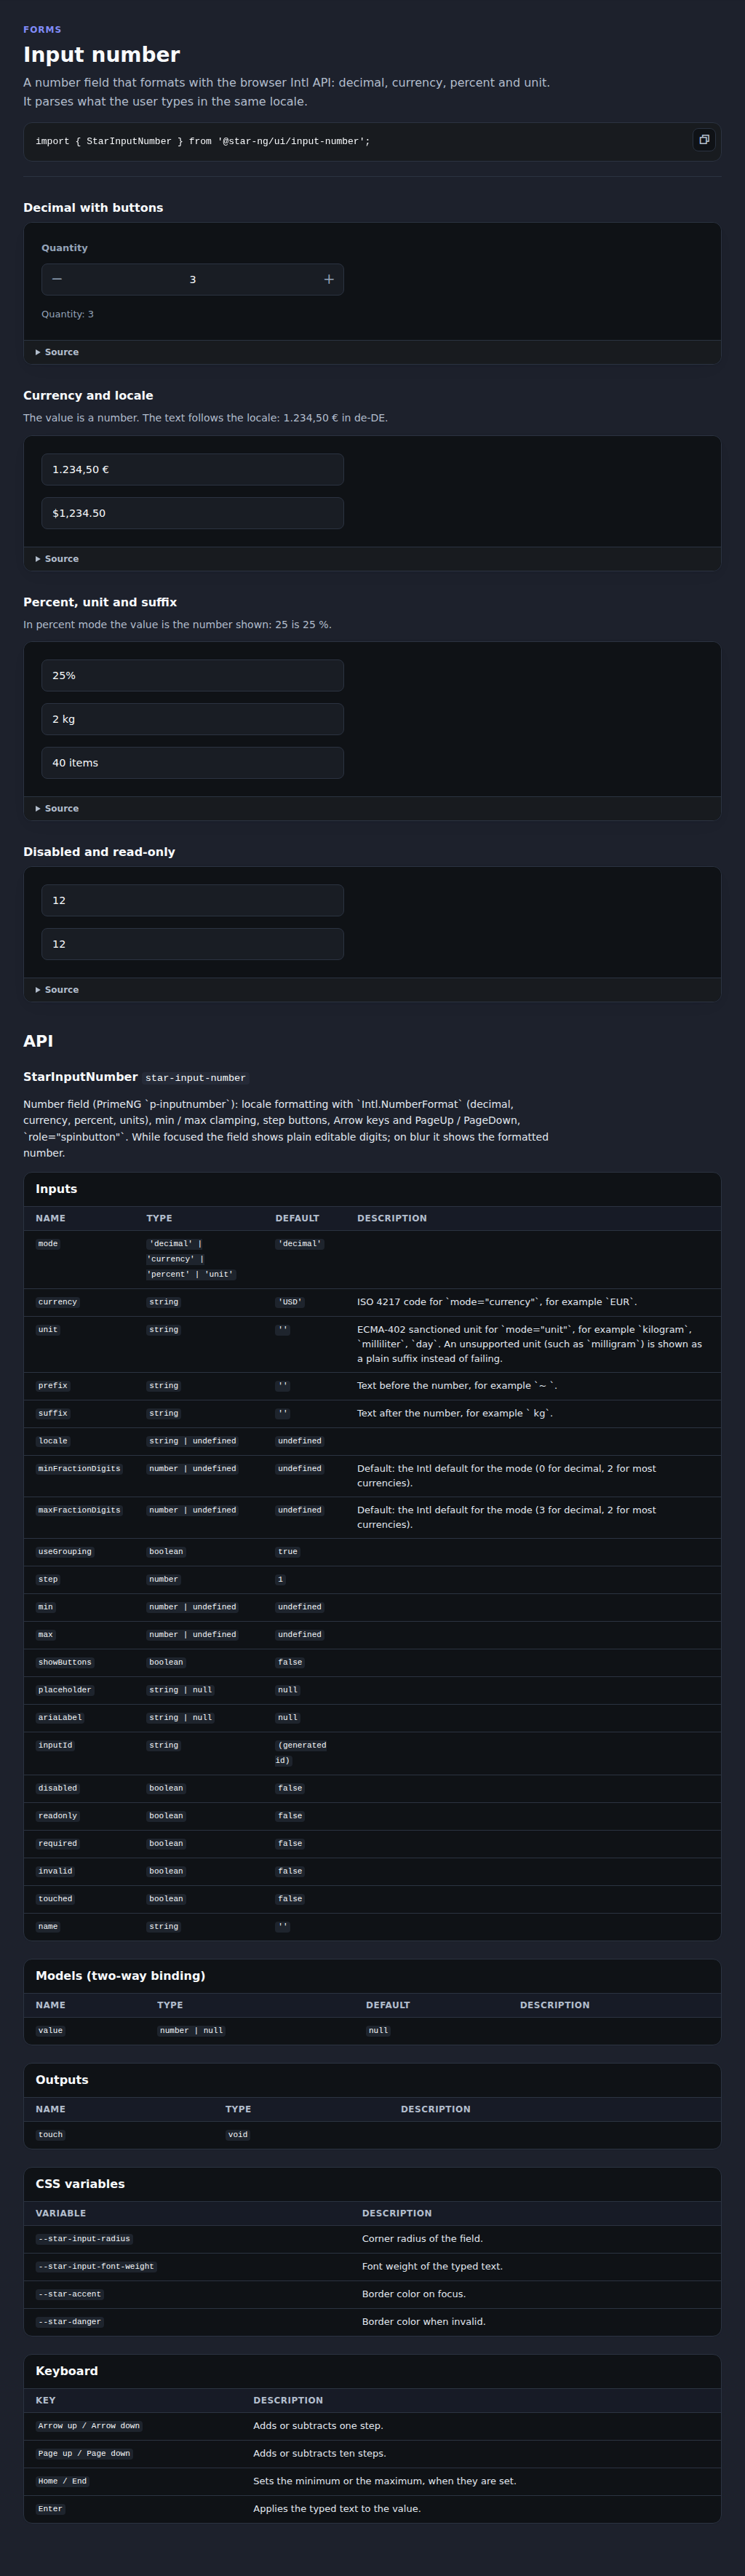 FORMS
Input number
A number field that formats with the browser Intl API: decimal, currency, percent and unit.
It parses what the user types in the same locale.
import { StarInputNumber } from '@star-ng/ui/input-number';
Decimal with buttons
Quantity
− 3 +
Quantity: 3
Source
Currency and locale
The value is a number. The text follows the locale: 1.234,50 € in de-DE.
1.234,50 €
$1,234.50
Source
Percent, unit and suffix
In percent mode the value is the number shown: 25 is 25 %.
25%
2 kg
40 items
Source
Disabled and read-only
12
12
Source
API
StarInputNumber star-input-number
Number field (PrimeNG `p-inputnumber`): locale formatting with `Intl.NumberFormat` (decimal,
currency, percent, units), min / max clamping, step buttons, Arrow keys and PageUp / PageDown,
`role="spinbutton"`. While focused the field shows plain editable digits; on blur it shows the formatted
number.
Inputs
NAME TYPE DEFAULT DESCRIPTION
mode 'decimal' | 'decimal'
'currency' |
'percent' | 'unit'
currency string 'USD' ISO 4217 code for `mode="currency"`, for example `EUR`.
unit string '' ECMA-402 sanctioned unit for `mode="unit"`, for example `kilogram`,
`milliliter`, `day`. An unsupported unit (such as `milligram`) is shown as
a plain suffix instead of failing.
prefix string '' Text before the number, for example `~ `.
suffix string '' Text after the number, for example ` kg`.
locale string | undefined undefined
minFractionDigits number | undefined undefined Default: the Intl default for the mode (0 for decimal, 2 for most
currencies).
maxFractionDigits number | undefined undefined Default: the Intl default for the mode (3 for decimal, 2 for most
currencies).
useGrouping boolean true
step number 1
min number | undefined undefined
max number | undefined undefined
showButtons boolean false
placeholder string | null null
ariaLabel string | null null
inputId string (generated
id)
disabled boolean false
readonly boolean false
required boolean false
invalid boolean false
touched boolean false
name string ''
Models (two-way binding)
NAME TYPE DEFAULT DESCRIPTION
value number | null null
Outputs
NAME TYPE DESCRIPTION
touch void
CSS variables
VARIABLE DESCRIPTION
--star-input-radius Corner radius of the field.
--star-input-font-weight Font weight of the typed text.
--star-accent Border color on focus.
--star-danger Border color when invalid.
Keyboard
KEY DESCRIPTION
Arrow up / Arrow down Adds or subtracts one step.
Page up / Page down Adds or subtracts ten steps.
Home / End Sets the minimum or the maximum, when they are set.
Enter Applies the typed text to the value.